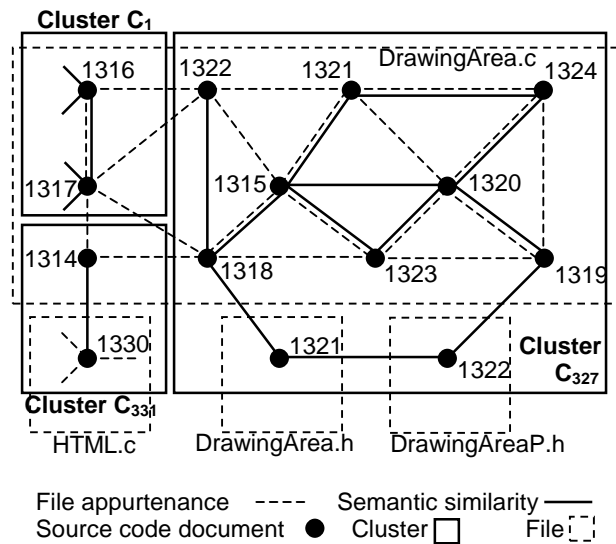 Cluster C1
DrawingArea.c
1316 1322 1321 1324
1317 1315 1320
1314 1318 1323 1319
1330 1321 1322
Cluster
C327
Cluster C331
HTML.c DrawingArea.h DrawingAreaP.h
File appurtenance Semantic similarity
Source code document Cluster File